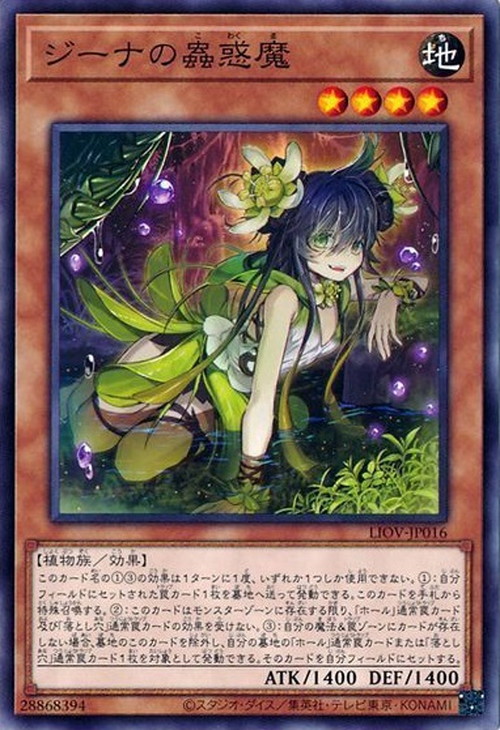 ジーナの蟲惑魔
地
LIOV-JP016
【植物族／効果】
このカード名の①③の効果は1ターンに1度、いずれか1つしか使用できない。①：自分
フィールドにセットされた罠カード1枚を墓地へ送って発動できる。このカードを手札から
特殊召喚する。②：このカードはモンスターゾーンに存在する限り、「ホール」通常罠カード
及び「落とし穴」通常罠カードの効果を受けない。③：自分の魔法&罠ゾーンにカードが存在
しない場合、墓地のこのカードを除外し、自分の墓地の「ホール」通常罠カードまたは「落とし
穴」通常罠カード1枚を対象として発動できる。そのカードを自分フィールドにセットする。
ATK/1400 DEF/1400
28868394 ©スタジオ・ダイス／集英社・テレビ東京・KONAMI